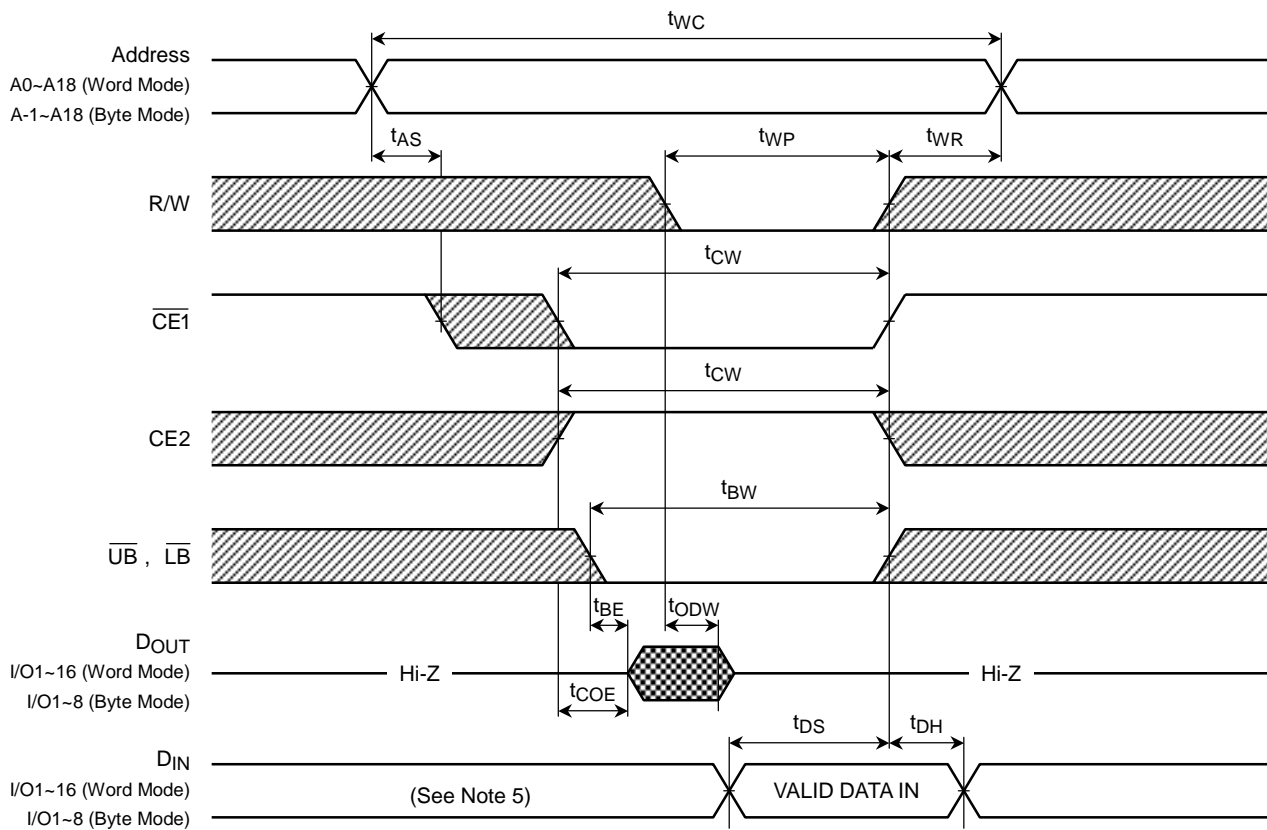 tWC
Address
A0~A18 (Word Mode)
A-1~A18 (Byte Mode)
tAS
tWP
tWR
R/W
tCW
CE1
tCW
CE2
tBW
UB , LB
tBE
tODW
DOUT
I/O1~16 (Word Mode)
Hi-Z
Hi-Z
I/O1~8 (Byte Mode)
tCOE
tDS
tDH
DIN
I/O1~16 (Word Mode)
(See Note 5)
VALID DATA IN
I/O1~8 (Byte Mode)